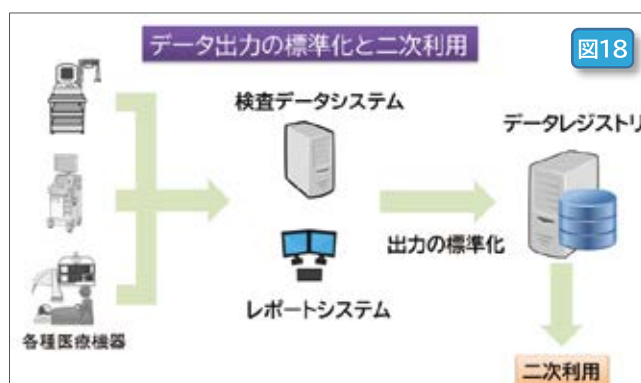 データ出力の標準化と二次利用
図18
検査データシステム
データレジストリ
出力の標準化
レポートシステム
各種医療機器
二次利用